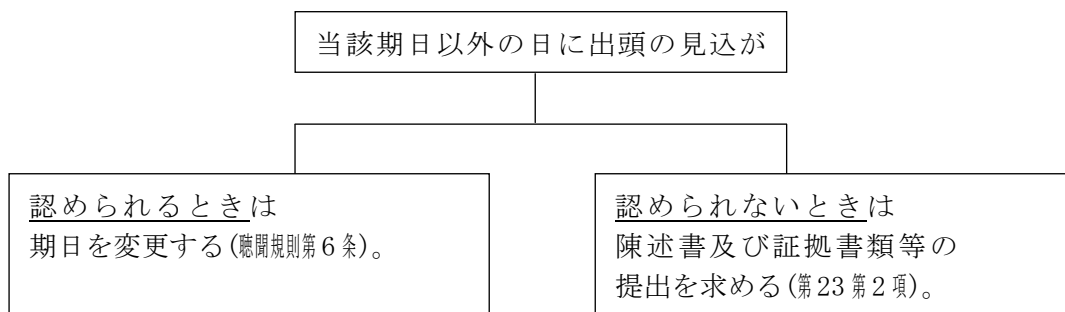 当該期日以外の日に出頭の見込が
認められるときは
期日を変更する(聴聞規則第6条)。
認められないときは
陳述書及び証拠書類等の
提出を求める(第23第2項)。